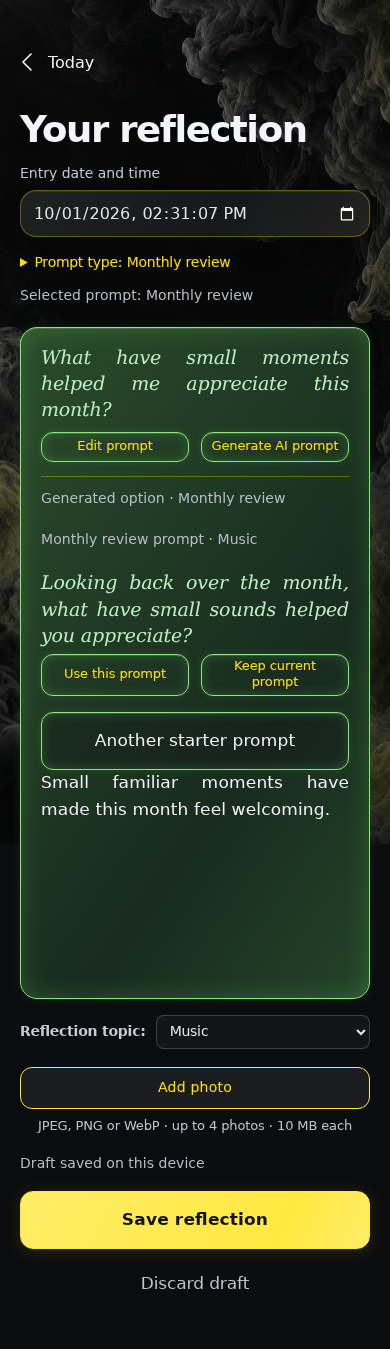 Today
Your reflection
Entry date and time
10/01/2026, 02:31:07 PM
Prompt type: Monthly review
Selected prompt: Monthly review
What have small moments
helped me appreciate this
month?
Edit prompt
Generate AI prompt
Generated option · Monthly review
Monthly review prompt · Music
Looking back over the month,
what have small sounds helped
you appreciate?
Use this prompt
Keep current
prompt
Another starter prompt
Small familiar moments have
made this month feel welcoming.
Reflection topic:
Music
Add photo
JPEG, PNG or WebP · up to 4 photos · 10 MB each
Draft saved on this device
Save reflection
Discard draft